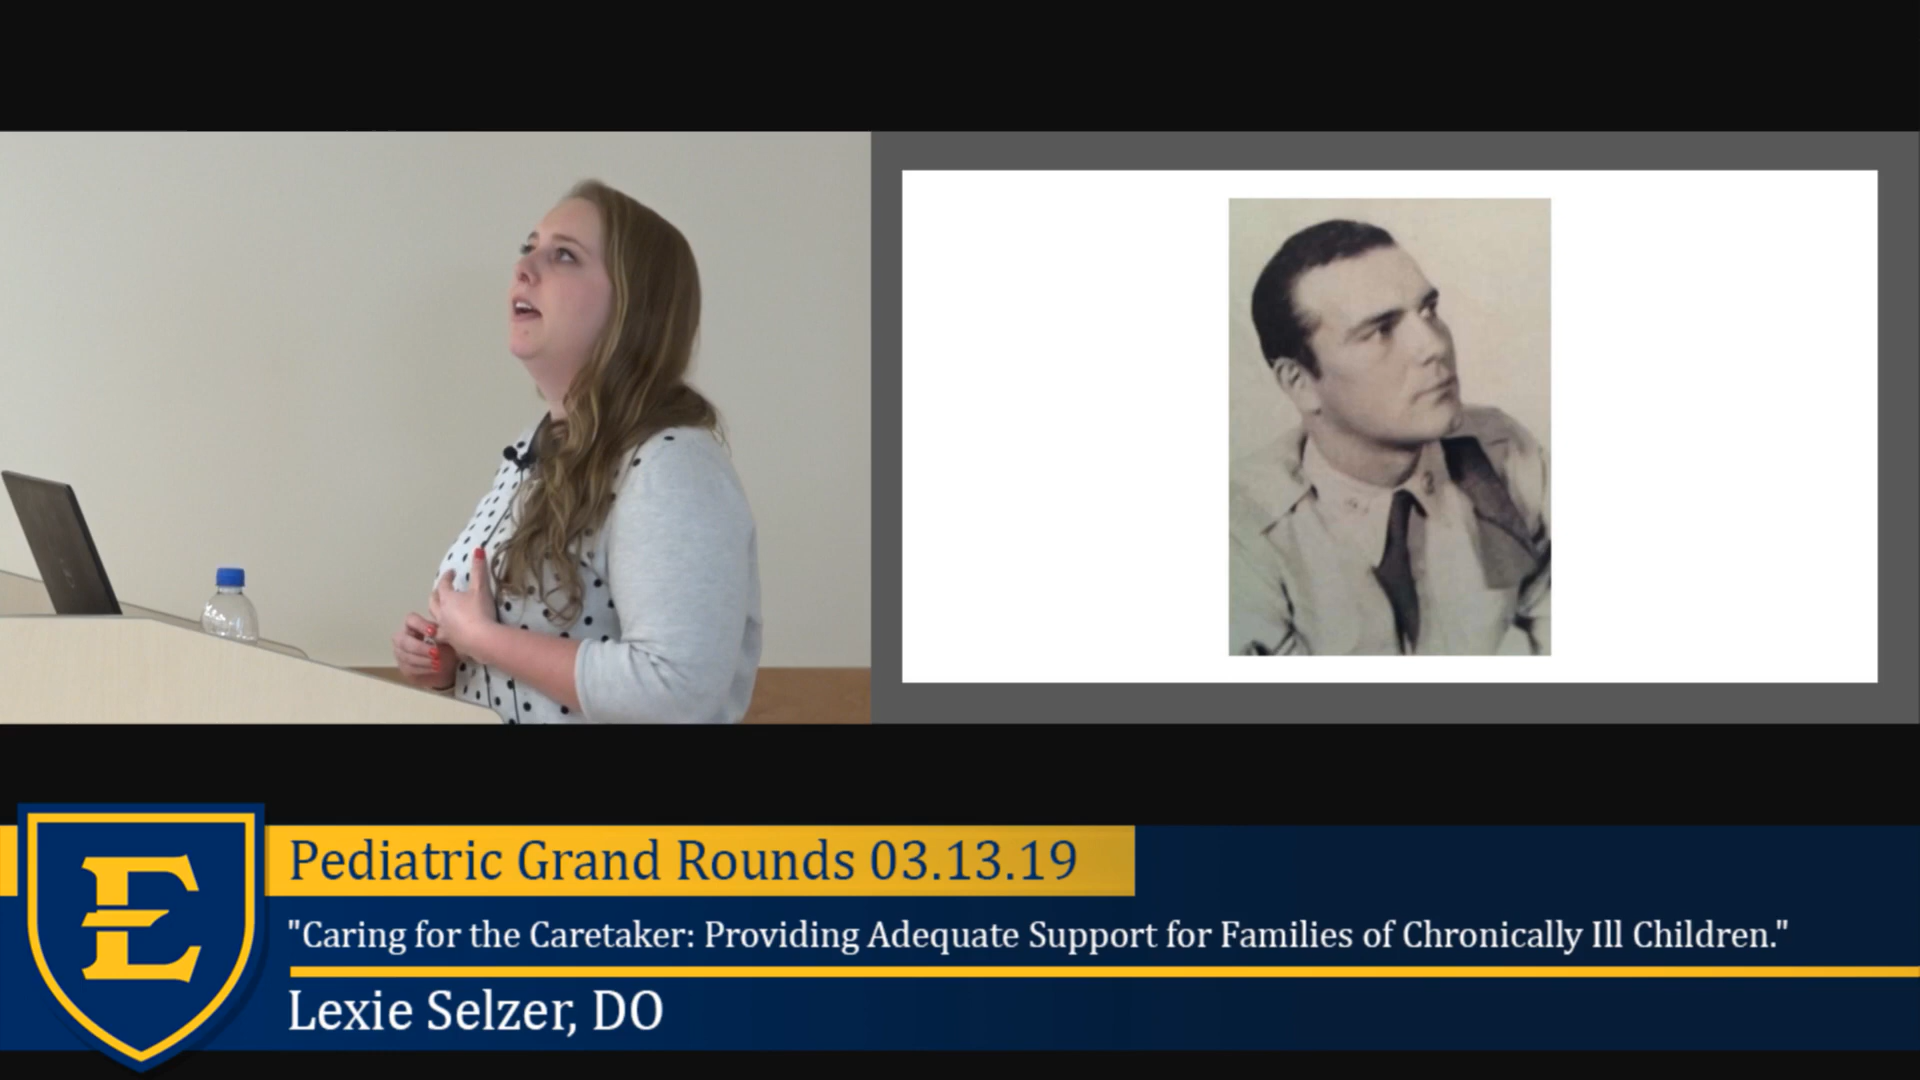 E
Pediatric Grand Rounds 03.13.19
"Caring for the Caretaker: Providing Adequate Support for Families of Chronically Ill Children."
Lexie Selzer, DO